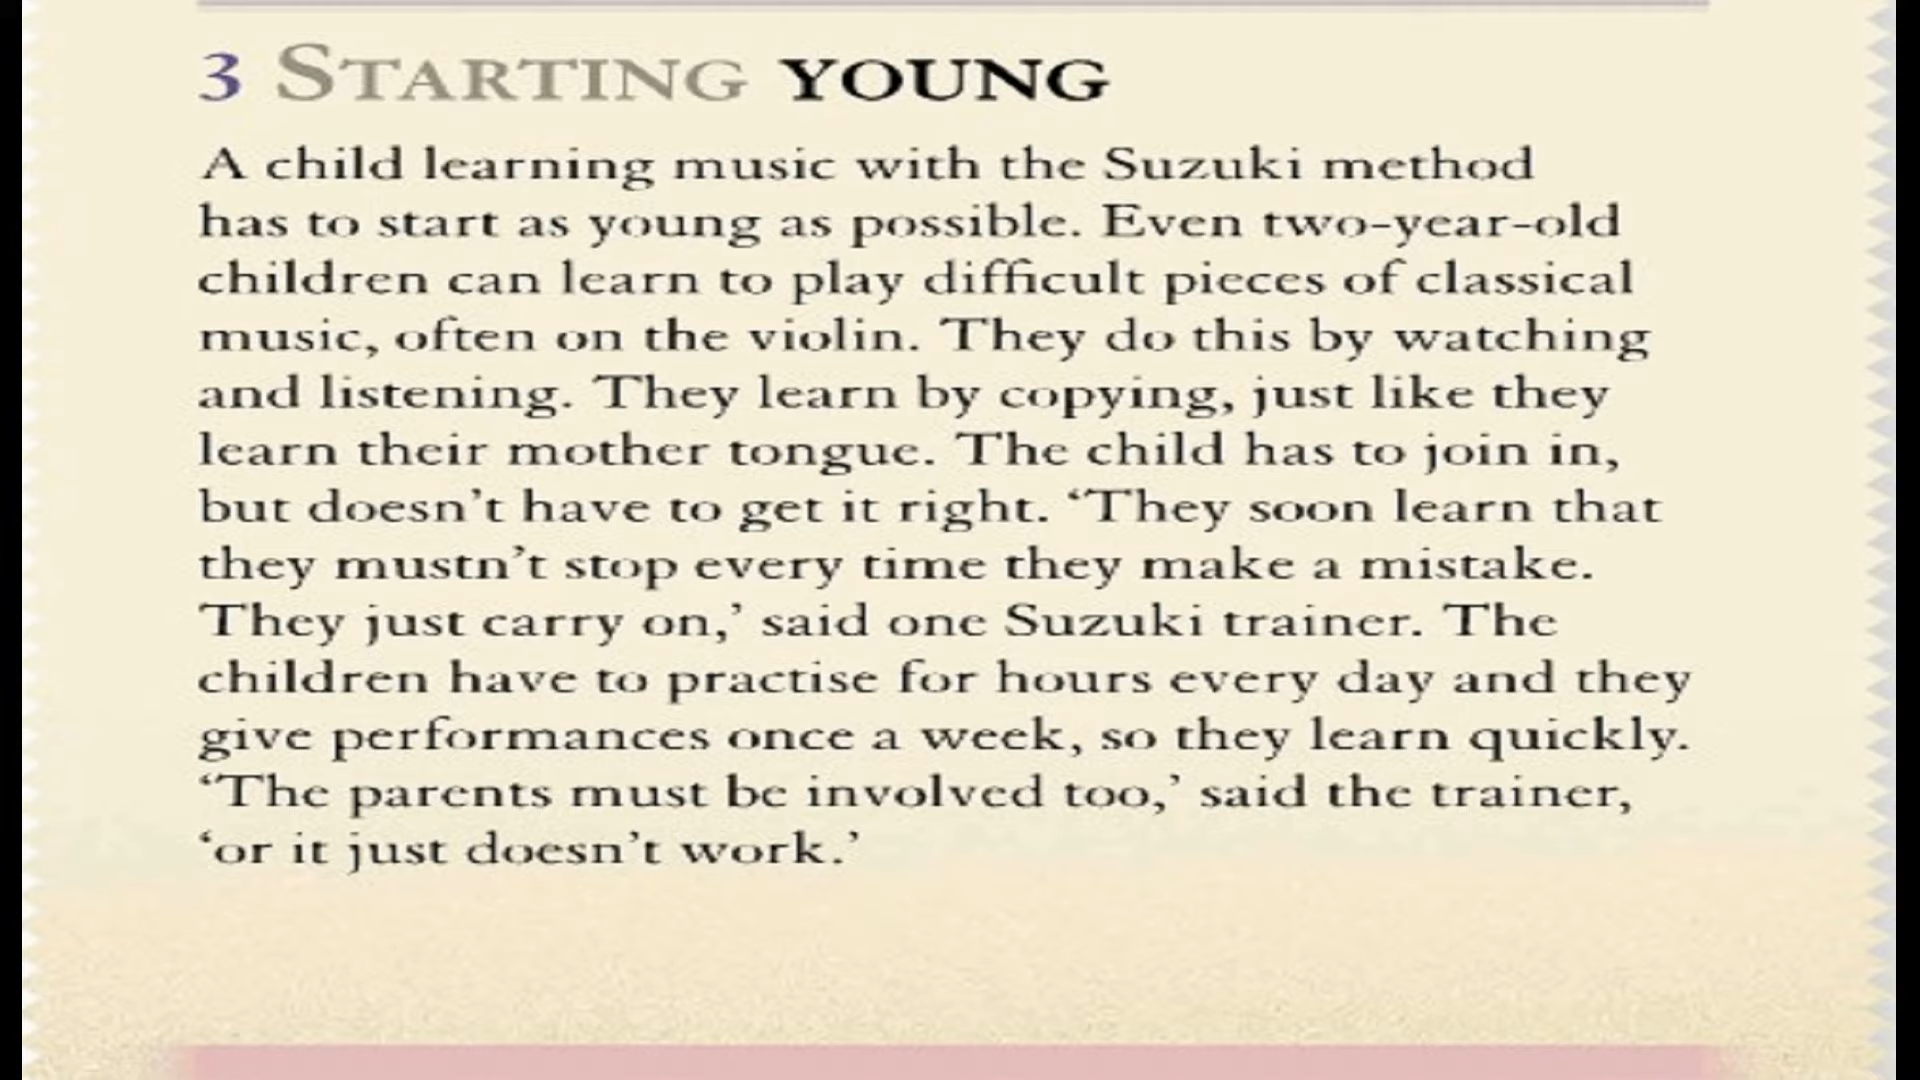 3 STARTING YOUNG
A child learning music with the Suzuki method
has to start as young as possible. Even two-year-old
children can learn to play difficult pieces of classical
music, often on the violin. They do this by watching
and listening. They learn by copying, just like they
learn their mother tongue. The child has to join in,
but doesn’t have to get it right. ‘They soon learn that
they mustn’t stop every time they make a mistake.
They just carry on,’ said one Suzuki trainer. The
children have to practise for hours every day and they
give performances once a week, so they learn quickly.
‘The parents must be involved too,’ said the trainer,
‘or it just doesn’t work.’